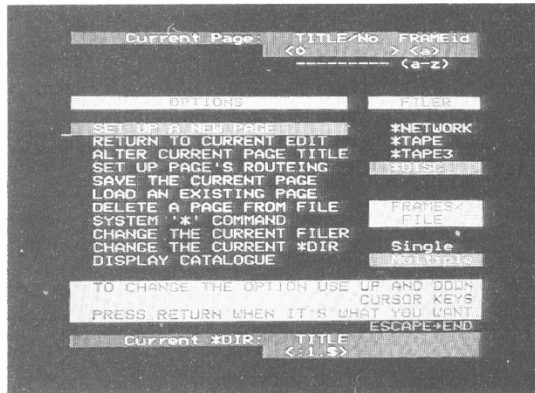 Current Page: TITLE/No FRAMEid
<0 > <a>
---------- (a-z)
OPTIONS FILER
SET UP A NEW PAGE *NETWORK
RETURN TO CURRENT EDIT *TAPE
ALTER CURRENT PAGE TITLE *TAPE3
SET UP PAGE'S ROUTEING *DISC
SAVE THE CURRENT PAGE
LOAD AN EXISTING PAGE
DELETE A PAGE FROM FILE FRAMES/
SYSTEM '*' COMMAND FILE
CHANGE THE CURRENT FILER
CHANGE THE CURRENT *DIR Single
DISPLAY CATALOGUE Multiple
TO CHANGE THE OPTION USE UP AND DOWN
CURSOR KEYS
PRESS RETURN WHEN IT'S WHAT YOU WANT
ESCAPE→END
Current *DIR: TITLE
<:1.$>